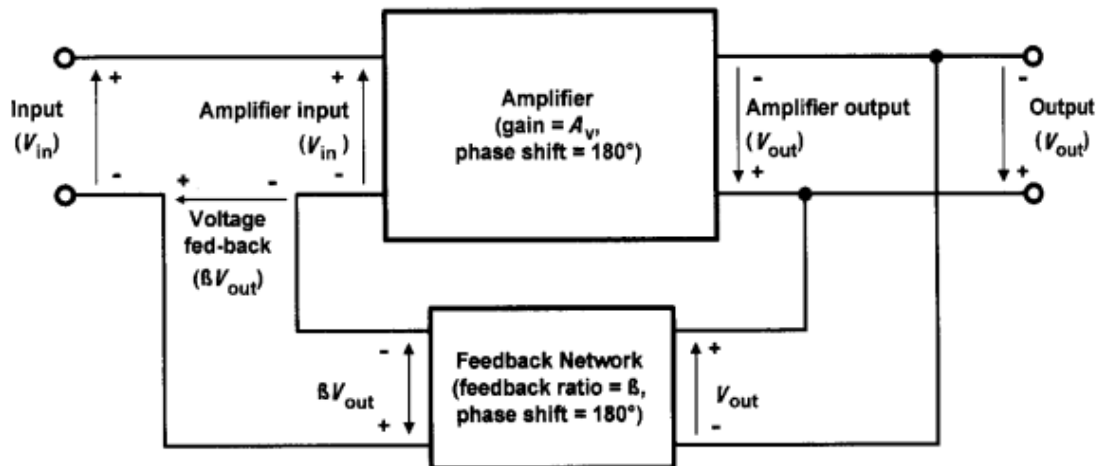 +
+
-
-
Input
Amplifier input
Amplifier
Amplifier output
Output
(Vin)
(Vin)
(gain = Av,
(Vout)
(Vout)
phase shift = 180°)
-
+
-
-
+
+
Voltage
fed-back
(ßVout)
-
+
Feedback Network
ßVout
(feedback ratio = ß,
Vout
phase shift = 180°)
+
-